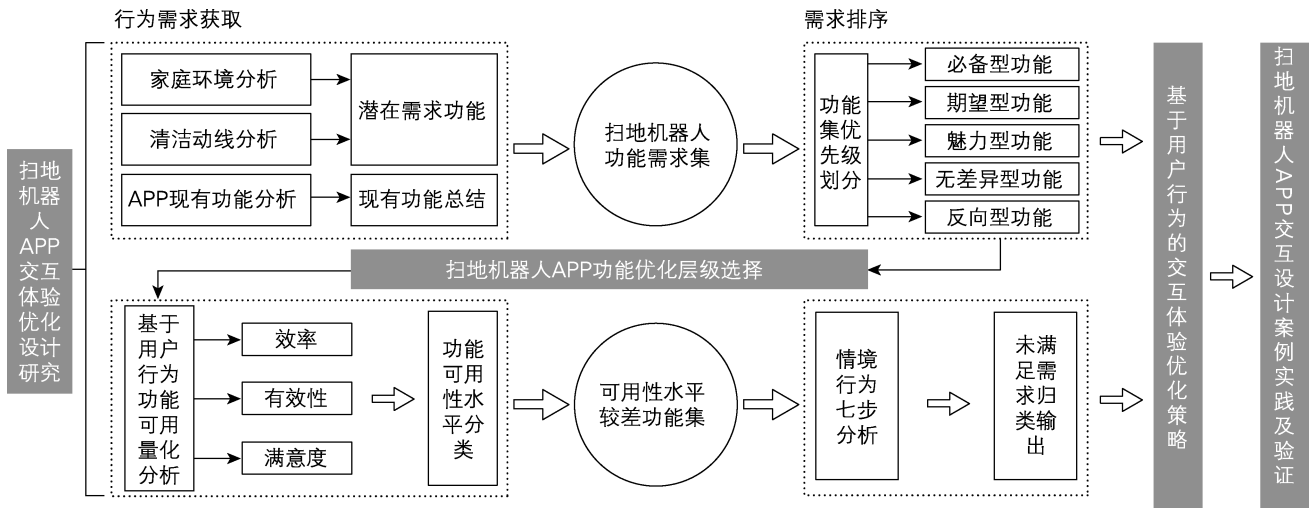 行为需求获取
需求排序
扫地
机器
人
APP
交互
体验
优化
设计
研究
家庭环境分析
清洁动线分析
APP现有功能分析
潜在需求功能
现有功能总结
扫地机器人
功能需求集
功能
集优
先级
划分
必备型功能
期望型功能
魅力型功能
无差异型功能
反向型功能
扫地机器人APP功能优化层级选择
基于
用户
行为
功能
可用
量化
分析
效率
有效性
满意度
功能
可用
性水
平分
类
可用性水平
较差功能集
情境
行为
七步
分析
未满
足需
求归
类输
出
基于用户行为的交互体验优化策略
扫地机器人APP交互设计案例实践及验证